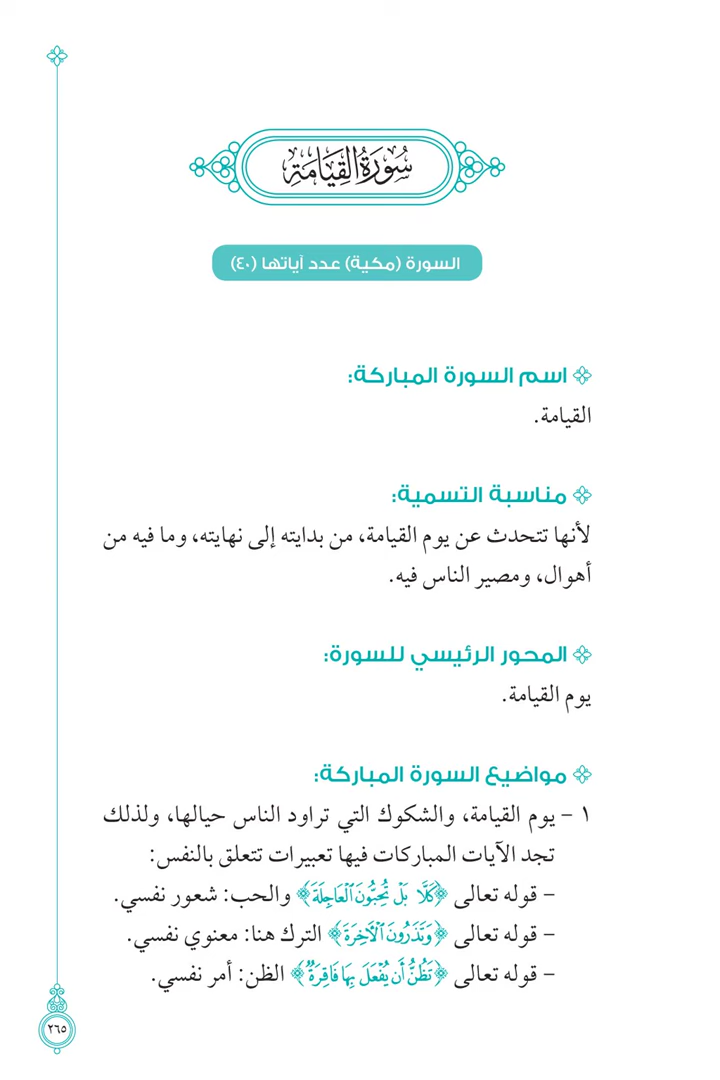 سُورَةُ القِيَامَةِ
السورة (مكية) عدد آياتها (٤٠)
اسم السورة المباركة:
القيامة.
مناسبة التسمية:
لأنها تتحدث عن يوم القيامة، من بدايته إلى نهايته، وما فيه من
أهوال، ومصير الناس فيه.
المحور الرئيسي للسورة:
يوم القيامة.
مواضيع السورة المباركة:
١ – يوم القيامة، والشكوك التي تراود الناس حيالها، ولذلك
تجد الآيات المباركات فيها تعبيرات تتعلق بالنفس:
– قوله تعالى ﴿كَلَّا بَلْ تُحِبُّونَ ٱلْعَاجِلَةَ﴾ والحب: شعور نفسي.
– قوله تعالى ﴿وَتَذَرُونَ ٱلْآخِرَةَ﴾ الترك هنا: معنوي نفسي.
– قوله تعالى ﴿تَظُنُّ أَن يُفْعَلَ بِهَا فَاقِرَةٌ﴾ الظن: أمر نفسي.
٢٦٥